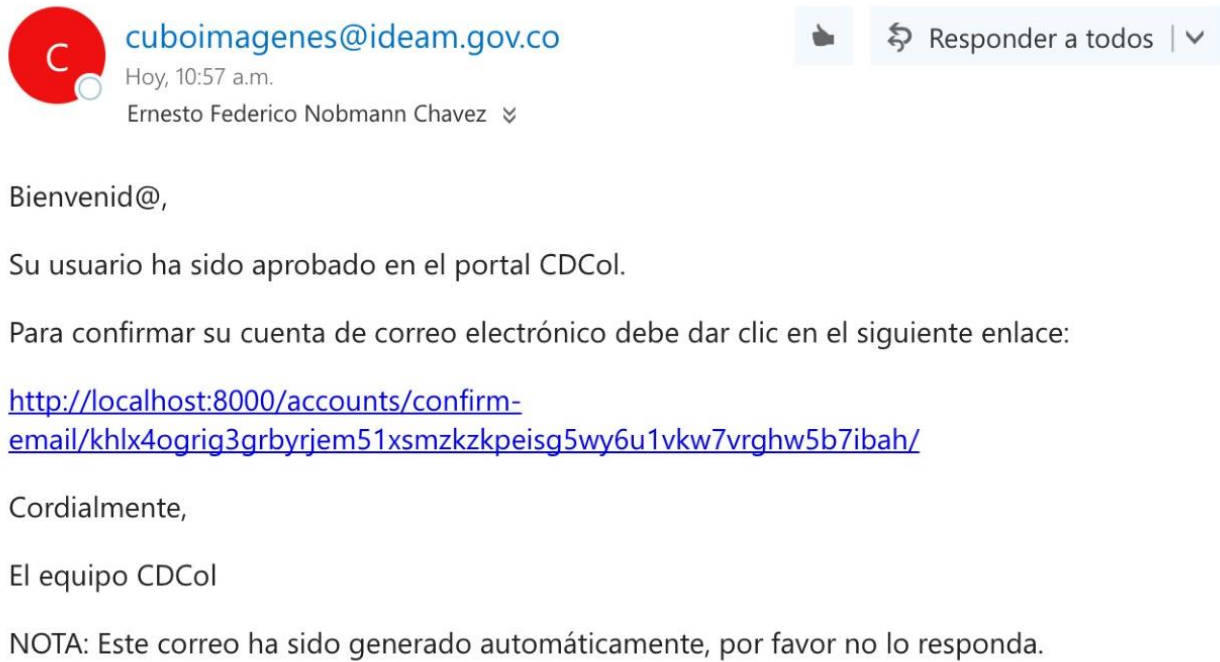 C
cuboimagenes@ideam.gov.co
Responder a todos
Hoy, 10:57 a.m.
Ernesto Federico Nobmann Chavez
Bienvenid@,
Su usuario ha sido aprobado en el portal CDCol.
Para confirmar su cuenta de correo electrónico debe dar clic en el siguiente enlace:
http://localhost:8000/accounts/confirm-
email/khlx4ogrig3grbyrjem51xsmzkzkpeisg5wy6u1vkw7vrghw5b7ibah/
Cordialmente,
El equipo CDCol
NOTA: Este correo ha sido generado automáticamente, por favor no lo responda.